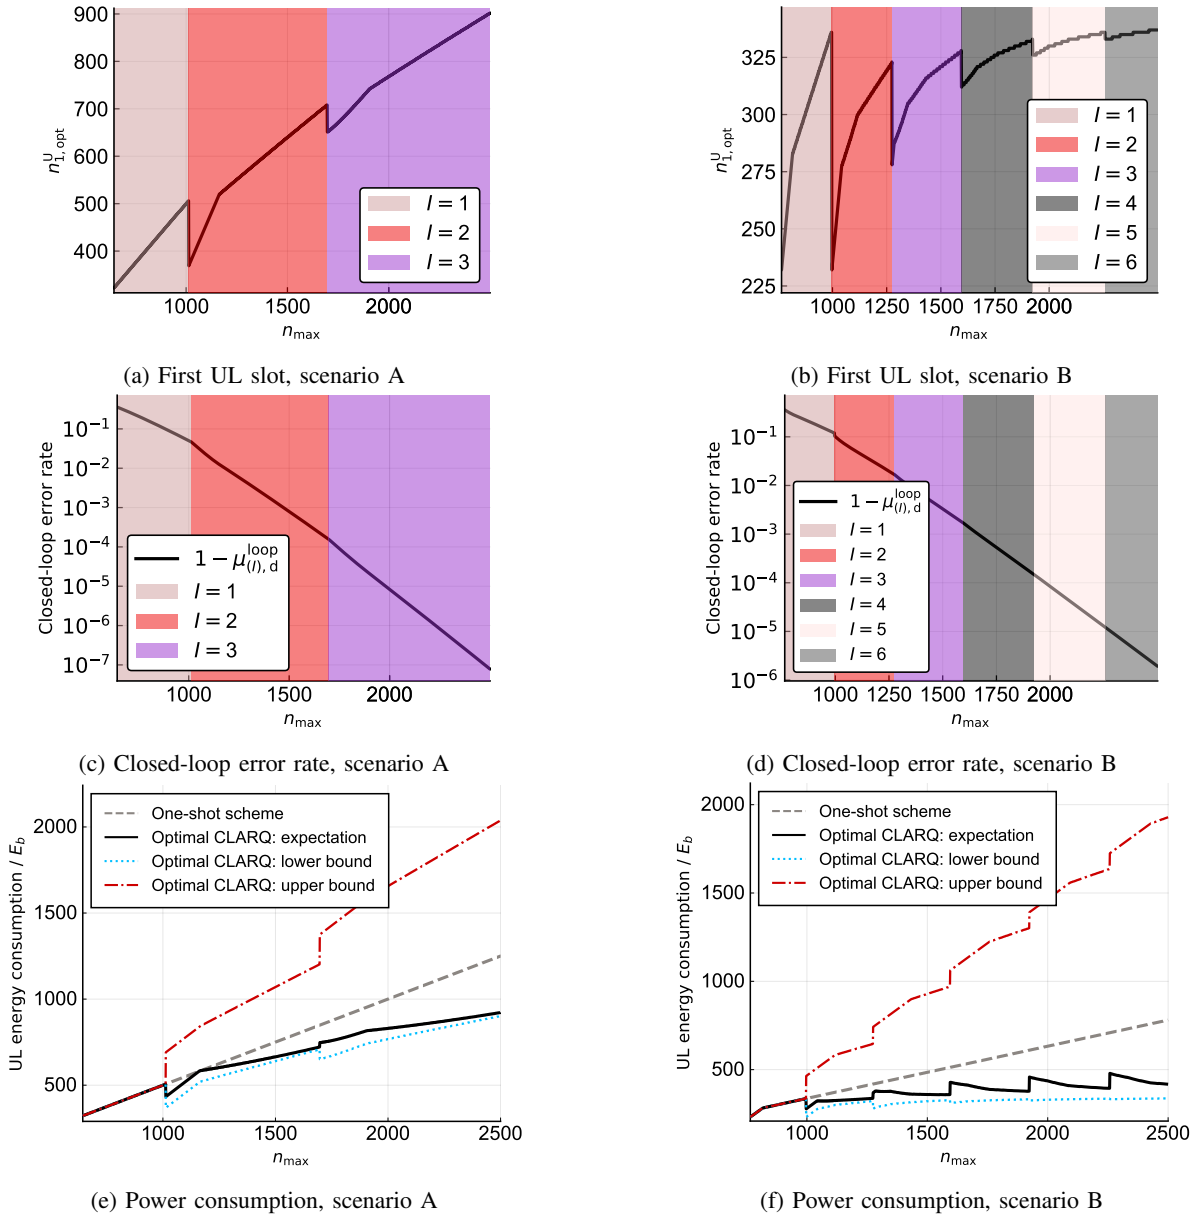 900
800
700
600
500
400
n^U_{1, opt}
1000 1500 2000
n_max
l = 1
l = 2
l = 3
(a) First UL slot, scenario A
325
300
275
250
225
n^U_{1, opt}
1000 1250 1500 1750 2000
n_max
l = 1
l = 2
l = 3
l = 4
l = 5
l = 6
(b) First UL slot, scenario B
10^{-1}
10^{-2}
10^{-3}
10^{-4}
10^{-5}
10^{-6}
10^{-7}
Closed-loop error rate
1000 1500 2000
n_max
1 − μ^{loop}_{(l), d}
l = 1
l = 2
l = 3
(c) Closed-loop error rate, scenario A
10^{-1}
10^{-2}
10^{-3}
10^{-4}
10^{-5}
10^{-6}
Closed-loop error rate
1000 1250 1500 1750 2000
n_max
1 − μ^{loop}_{(l), d}
l = 1
l = 2
l = 3
l = 4
l = 5
l = 6
(d) Closed-loop error rate, scenario B
2000
1500
1000
500
UL energy consumption / E_b
1000 1500 2000 2500
n_max
One-shot scheme
Optimal CLARQ: expectation
Optimal CLARQ: lower bound
Optimal CLARQ: upper bound
(e) Power consumption, scenario A
2000
1500
1000
500
UL energy consumption / E_b
1000 1500 2000 2500
n_max
One-shot scheme
Optimal CLARQ: expectation
Optimal CLARQ: lower bound
Optimal CLARQ: upper bound
(f) Power consumption, scenario B